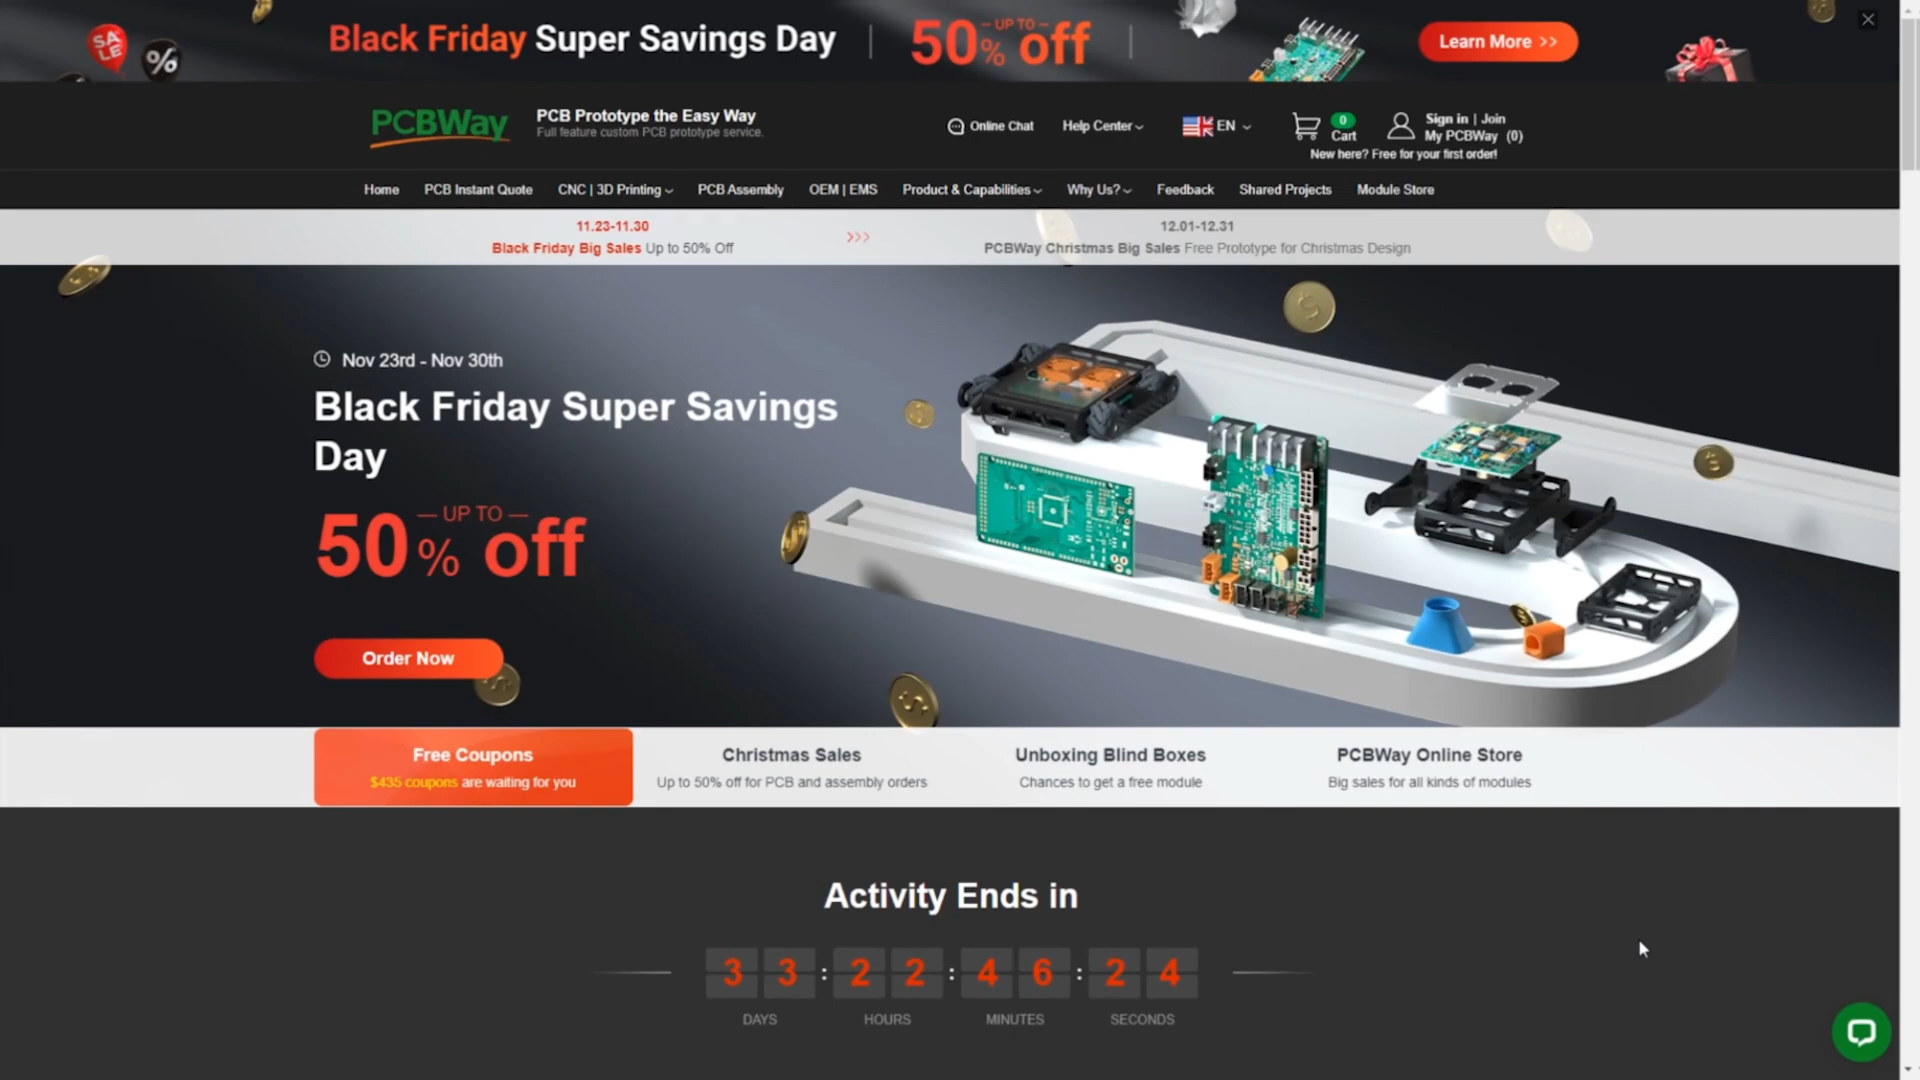 SA
LE
%
Black Friday Super Savings Day
UP TO
50% off
Learn More >>
PCBWay
PCB Prototype the Easy Way
Full feature custom PCB prototype service.
Online Chat
Help Center
EN
0
Cart
Sign in | Join
My PCBWay (0)
New here? Free for your first order!
Home
PCB Instant Quote
CNC | 3D Printing
PCB Assembly
OEM | EMS
Product & Capabilities
Why Us?
Feedback
Shared Projects
Module Store
11.23-11.30
Black Friday Big Sales Up to 50% Off
>>>
12.01-12.31
PCBWay Christmas Big Sales Free Prototype for Christmas Design
Nov 23rd - Nov 30th
Black Friday Super Savings
Day
UP TO
50% off
Order Now
Free Coupons
$435 coupons are waiting for you
Christmas Sales
Up to 50% off for PCB and assembly orders
Unboxing Blind Boxes
Chances to get a free module
PCBWay Online Store
Big sales for all kinds of modules
Activity Ends in
33 : 22 : 46 : 24
DAYS HOURS MINUTES SECONDS